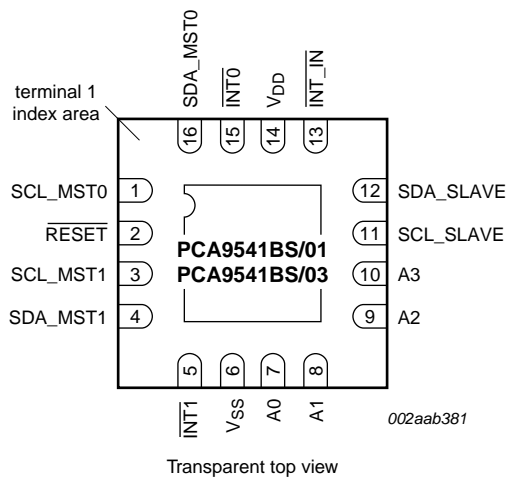 SDA_MST0
INT0
VDD
INT_IN
terminal 1
index area
16
15
14
13
SCL_MST0 1
12 SDA_SLAVE
RESET 2
11 SCL_SLAVE
PCA9541BS/01
PCA9541BS/03
SCL_MST1 3
10 A3
SDA_MST1 4
9 A2
5
6
7
8
INT1
VSS
A0
A1
002aab381
Transparent top view